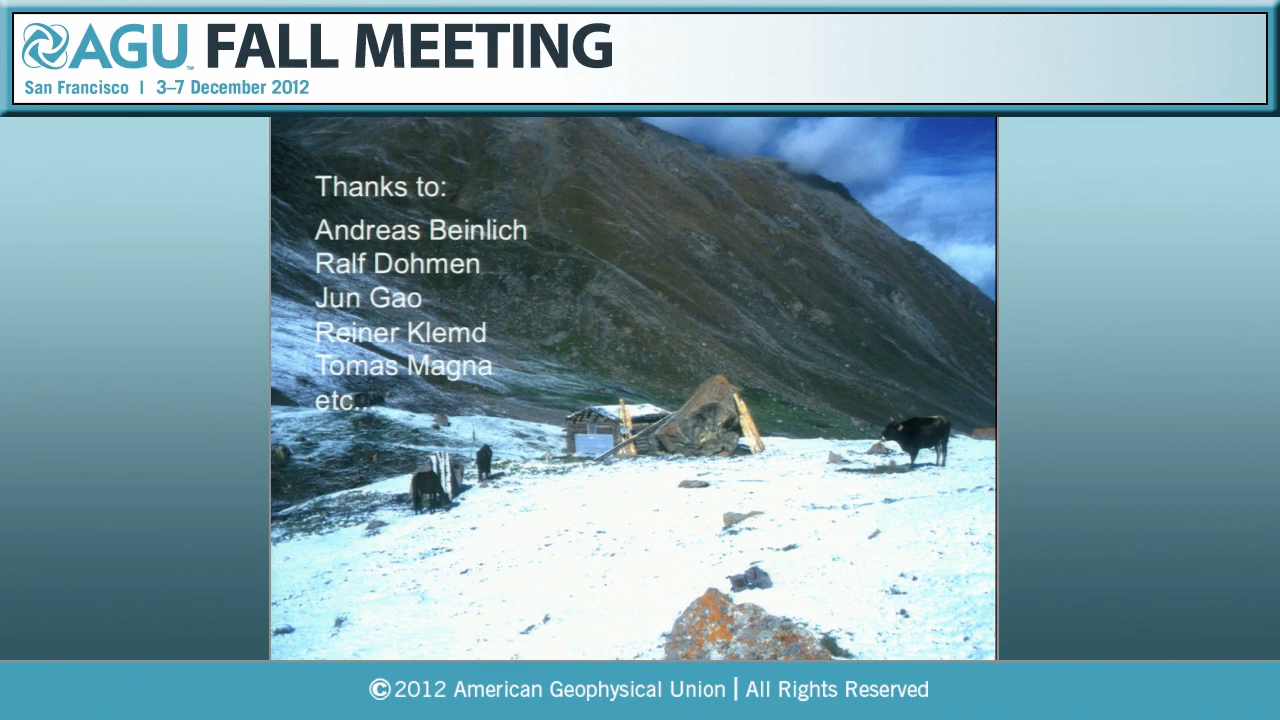 AGU™ FALL MEETING
San Francisco | 3–7 December 2012
Thanks to:
Andreas Beinlich
Ralf Dohmen
Jun Gao
Reiner Klemd
Tomas Magna
etc...
©2012 American Geophysical Union | All Rights Reserved